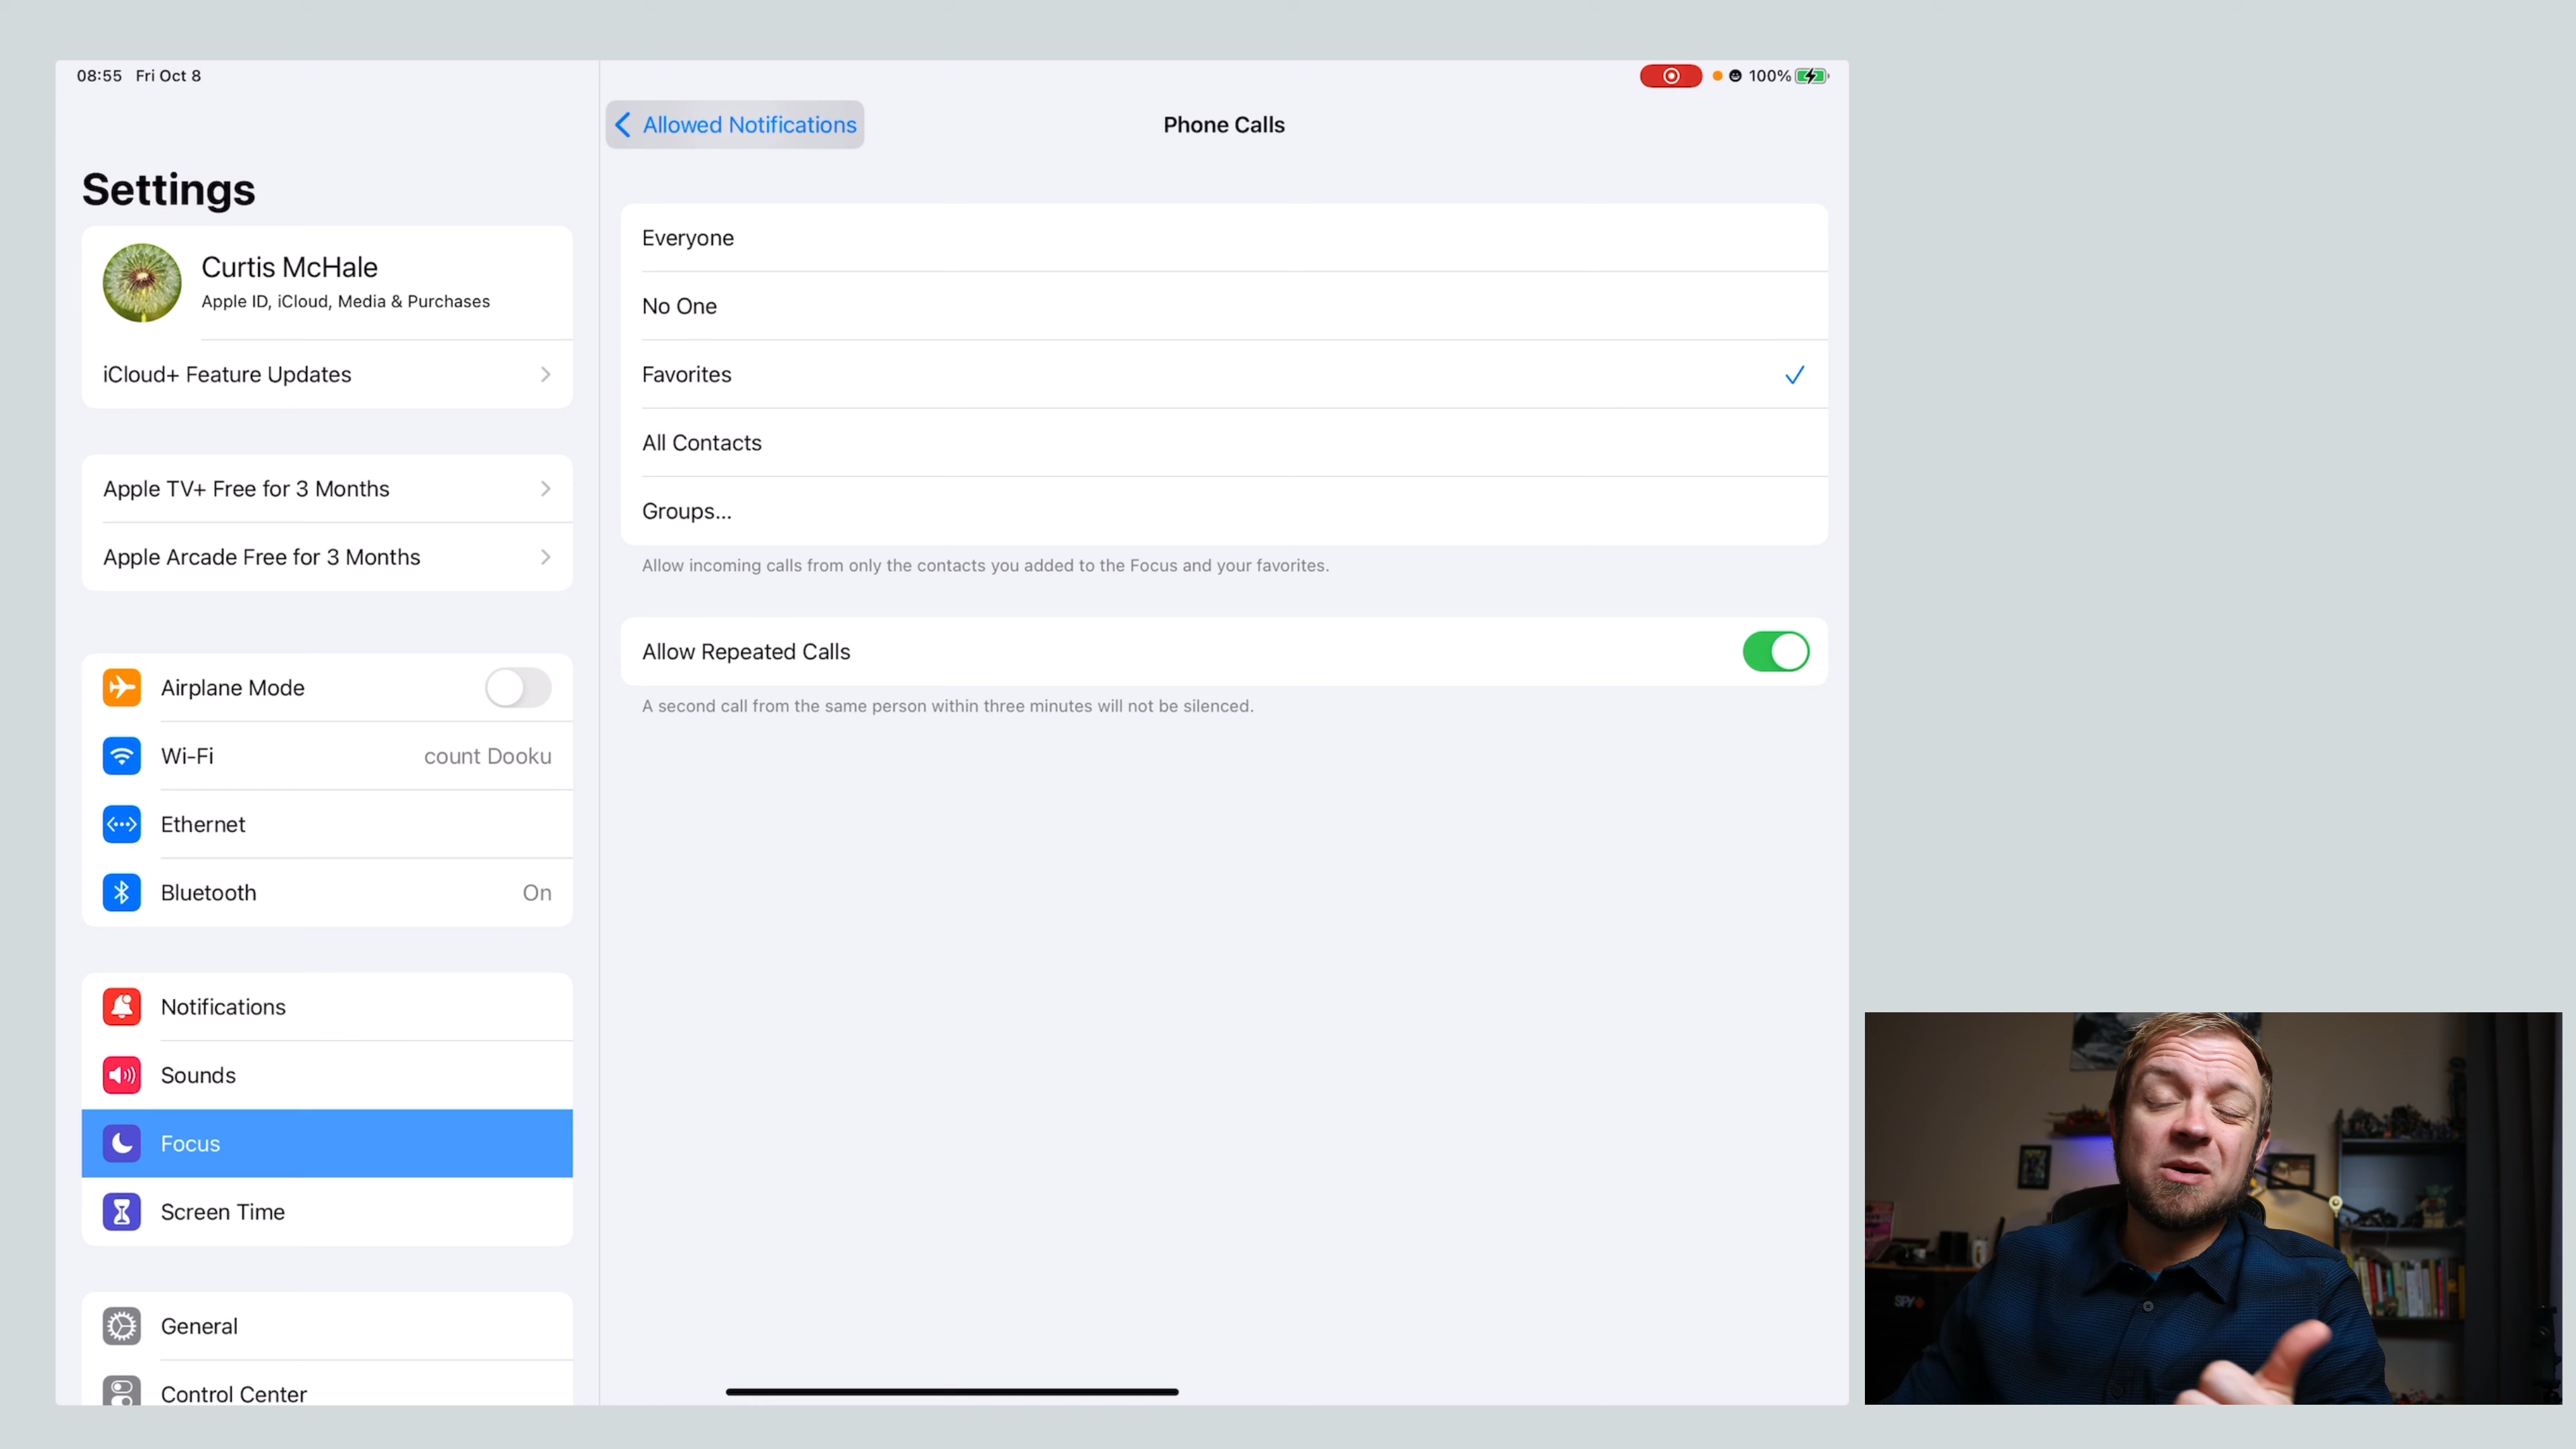 08:55 Fri Oct 8
100%
Settings
Curtis McHale
Apple ID, iCloud, Media & Purchases
iCloud+ Feature Updates
Apple TV+ Free for 3 Months
Apple Arcade Free for 3 Months
Airplane Mode
Wi-Fi count Dooku
Ethernet
Bluetooth On
Notifications
Sounds
Focus
Screen Time
General
Control Center
Allowed Notifications
Phone Calls
Everyone
No One
Favorites
All Contacts
Groups...
Allow incoming calls from only the contacts you added to the Focus and your favorites.
Allow Repeated Calls
A second call from the same person within three minutes will not be silenced.
SPY